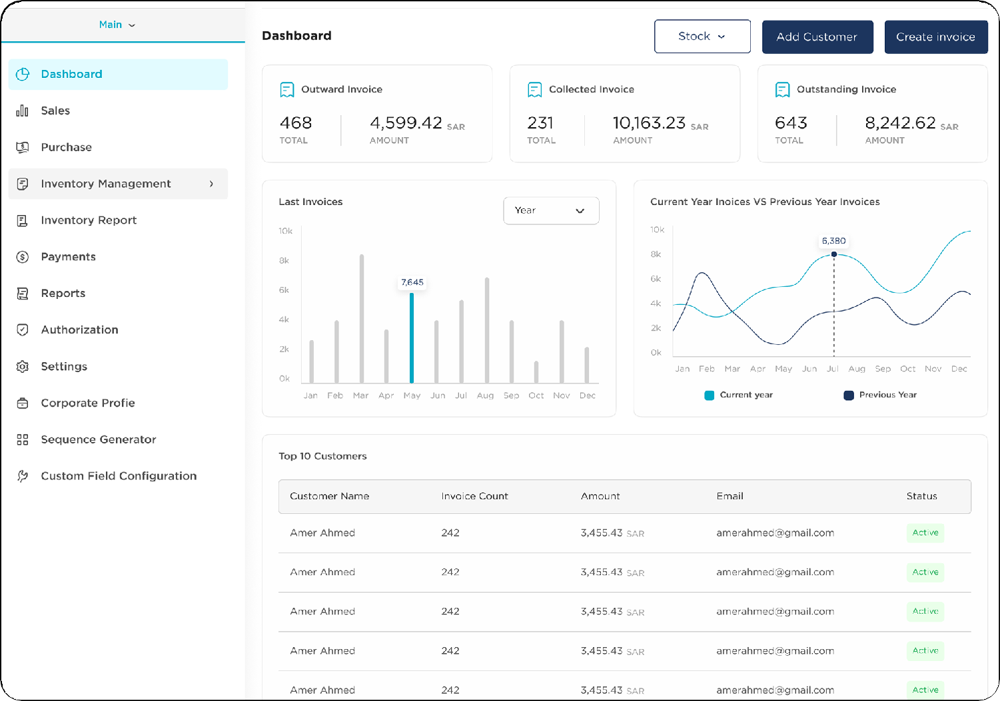 Main
Dashboard
Sales
Purchase
Inventory Management
Inventory Report
Payments
Reports
Authorization
Settings
Corporate Profie
Sequence Generator
Custom Field Configuration
Dashboard
Stock
Add Customer
Create invoice
Outward Invoice
468
TOTAL
4,599.42 SAR
AMOUNT
Collected Invoice
231
TOTAL
10,163.23 SAR
AMOUNT
Outstanding Invoice
643
TOTAL
8,242.62 SAR
AMOUNT
Last Invoices
Year
10k
8k
6k
4k
2k
0k
7,645
Jan Feb Mar Apr May Jun Jul Aug Sep Oct Nov Dec
Current Year Inoices VS Previous Year Invoices
10k
8k
6k
4k
2k
0k
6,380
Jan Feb Mar Apr May Jun Jul Aug Sep Oct Nov Dec
Current year
Previous Year
Top 10 Customers
Customer Name Invoice Count Amount Email Status
Amer Ahmed 242 3,455.43 SAR amerahmed@gmail.com Active
Amer Ahmed 242 3,455.43 SAR amerahmed@gmail.com Active
Amer Ahmed 242 3,455.43 SAR amerahmed@gmail.com Active
Amer Ahmed 242 3,455.43 SAR amerahmed@gmail.com Active
Amer Ahmed 242 3,455.43 SAR amerahmed@gmail.com Active